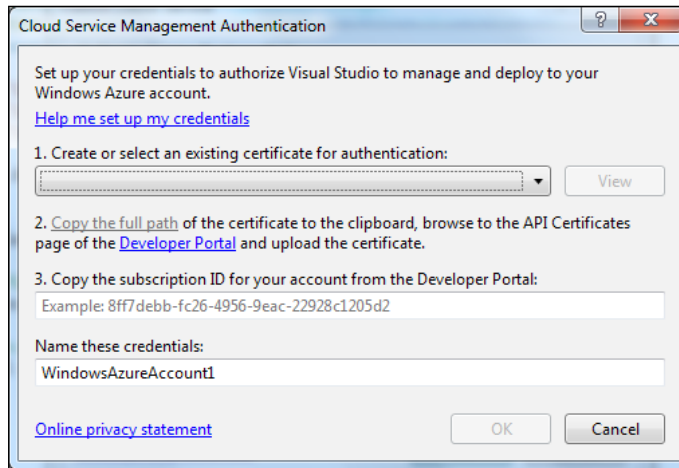 Cloud Service Management Authentication
Set up your credentials to authorize Visual Studio to manage and deploy to your
Windows Azure account.
Help me set up my credentials
1. Create or select an existing certificate for authentication:
View
2. Copy the full path of the certificate to the clipboard, browse to the API Certificates
page of the Developer Portal and upload the certificate.
3. Copy the subscription ID for your account from the Developer Portal:
Example: 8ff7debb-fc26-4956-9eac-22928c1205d2
Name these credentials:
WindowsAzureAccount1
Online privacy statement
OK
Cancel